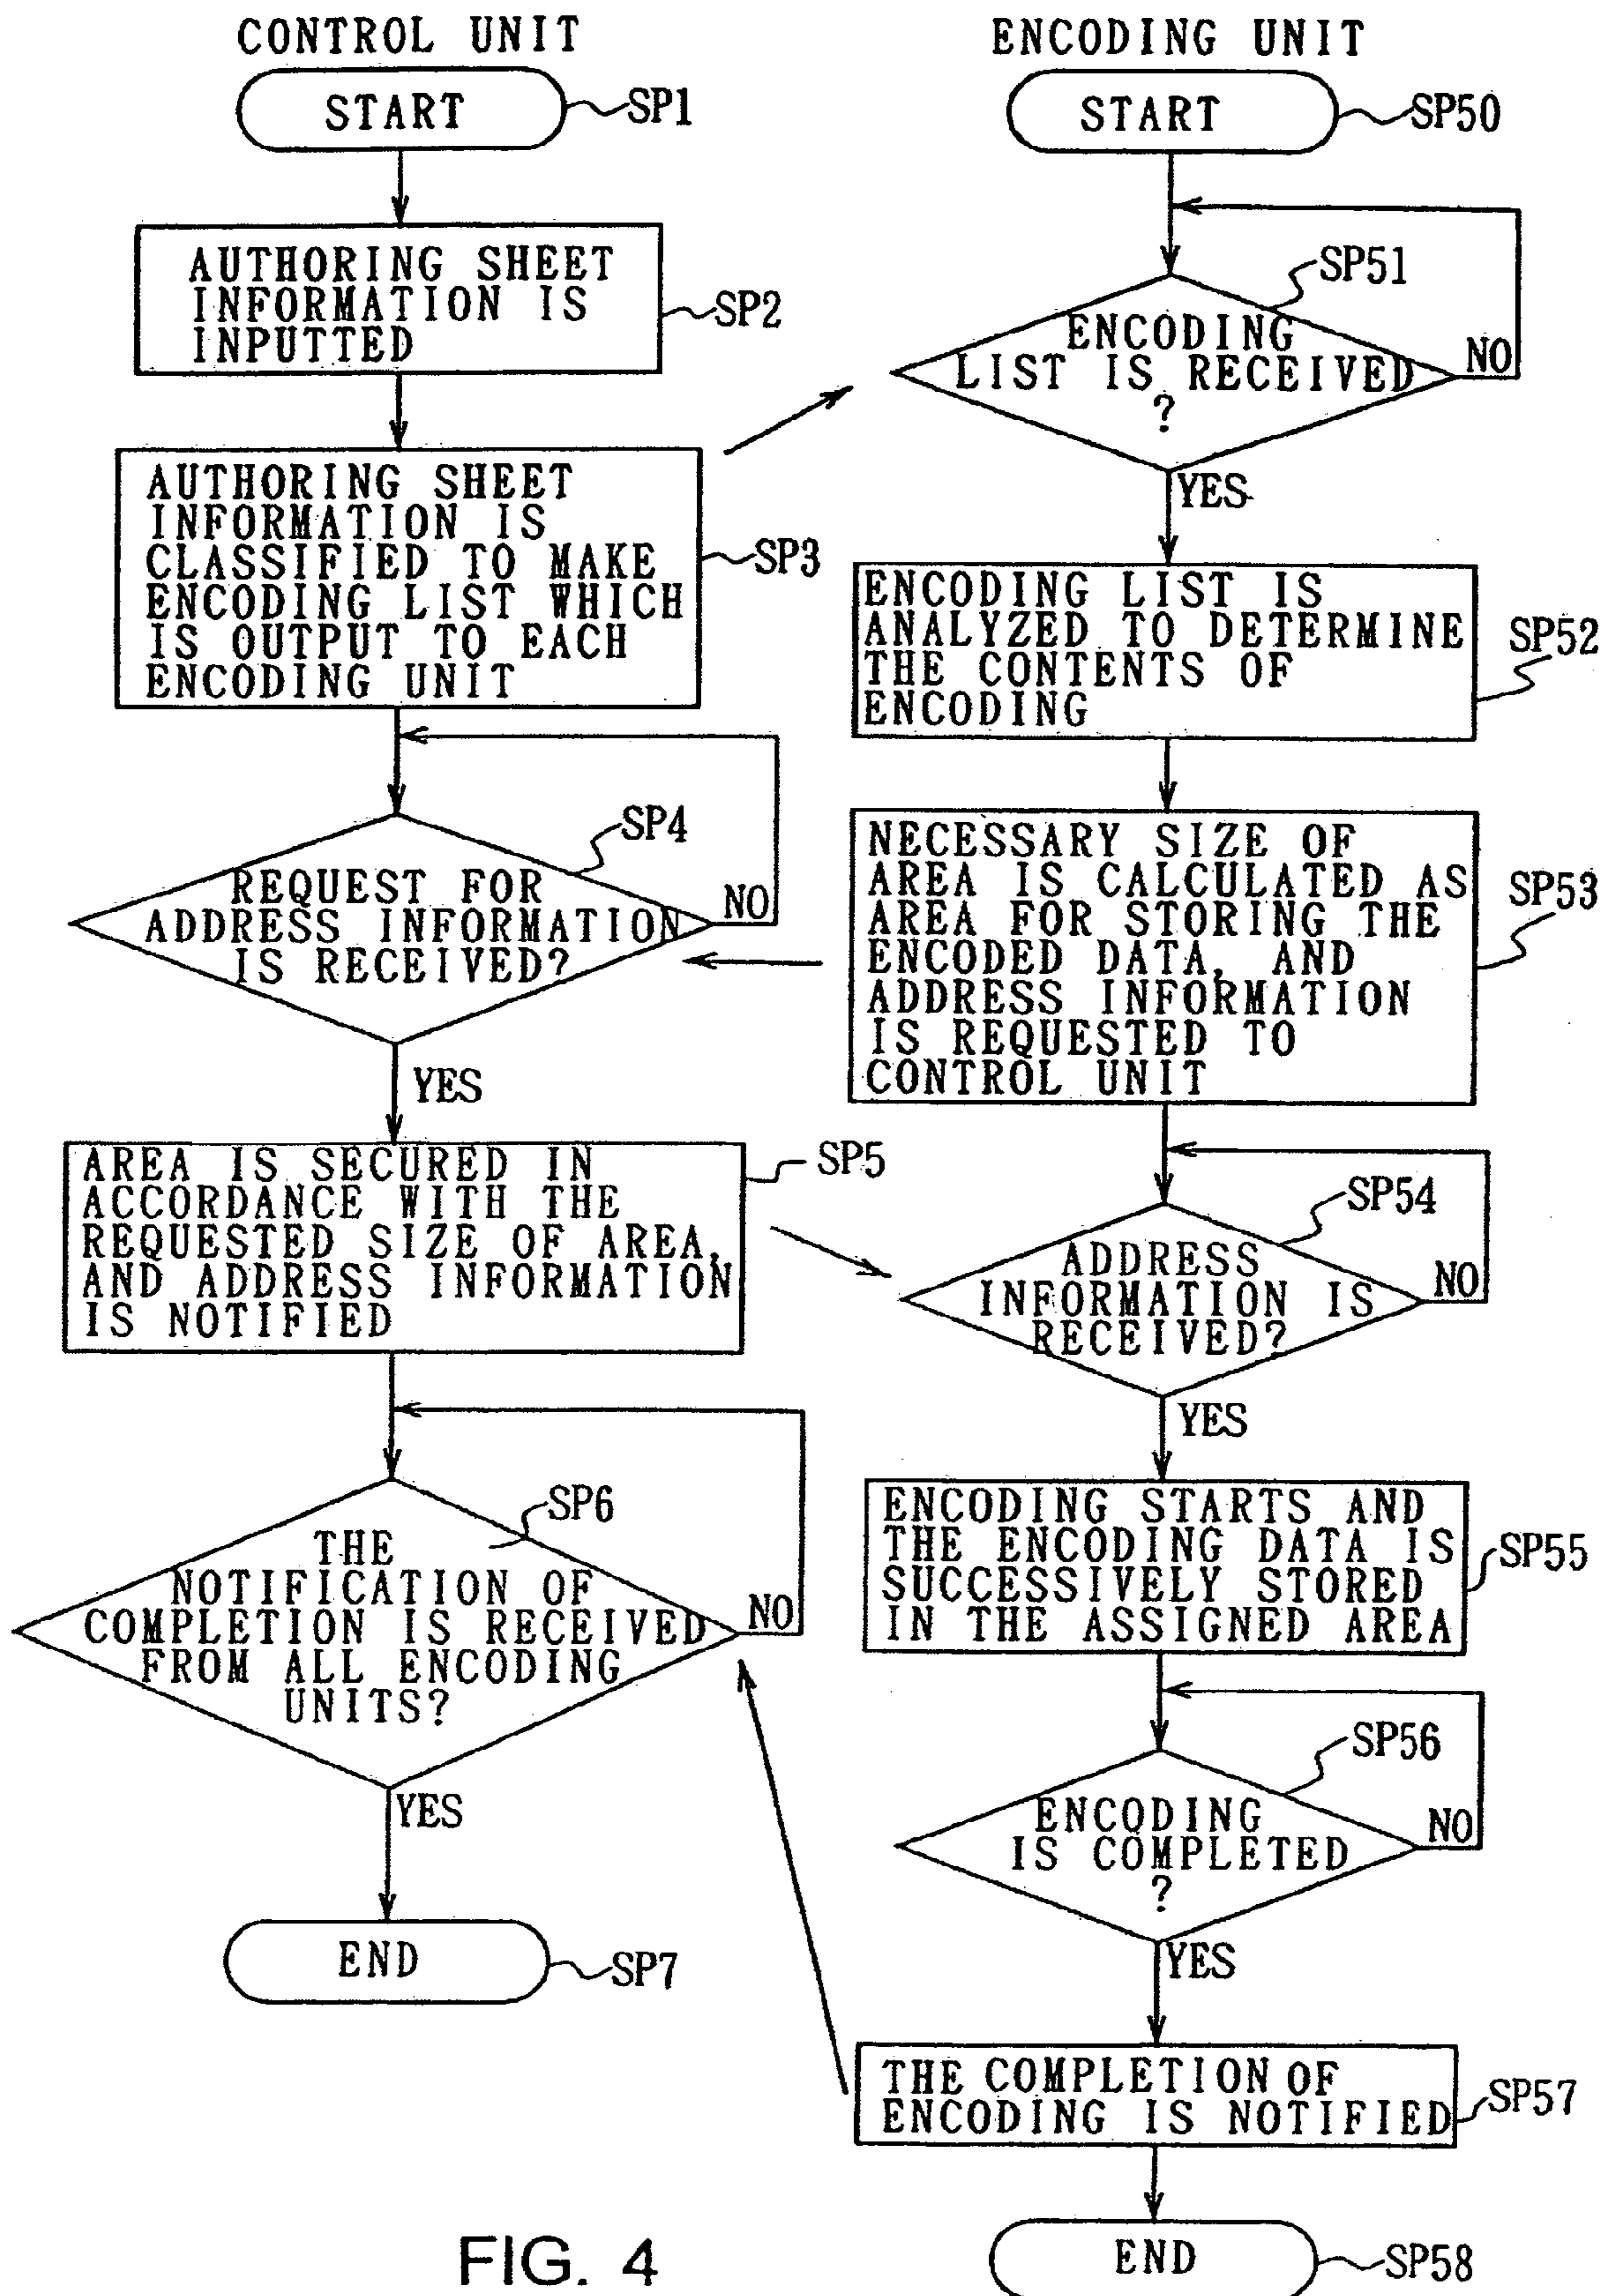 CONTROL UNIT
START
SP1
AUTHORING SHEET
INFORMATION IS
INPUTTED
SP2
AUTHORING SHEET
INFORMATION IS
CLASSIFIED TO MAKE
ENCODING LIST WHICH
IS OUTPUT TO EACH
ENCODING UNIT
SP3
SP4
REQUEST FOR
ADDRESS INFORMATION
IS RECEIVED?
NO
YES
AREA IS SECURED IN
ACCORDANCE WITH THE
REQUESTED SIZE OF AREA,
AND ADDRESS INFORMATION
IS NOTIFIED
SP5
SP6
THE
NOTIFICATION OF
COMPLETION IS RECEIVED
FROM ALL ENCODING
UNITS?
NO
YES
END
SP7
ENCODING UNIT
START
SP50
SP51
ENCODING
LIST IS RECEIVED
?
NO
YES
ENCODING LIST IS
ANALYZED TO DETERMINE
THE CONTENTS OF
ENCODING
SP52
NECESSARY SIZE OF
AREA IS CALCULATED AS
AREA FOR STORING THE
ENCODED DATA, AND
ADDRESS INFORMATION
IS REQUESTED TO
CONTROL UNIT
SP53
SP54
ADDRESS
INFORMATION IS
RECEIVED?
NO
YES
ENCODING STARTS AND
THE ENCODING DATA IS
SUCCESSIVELY STORED
IN THE ASSIGNED AREA
SP55
SP56
ENCODING
IS COMPLETED
?
NO
YES
THE COMPLETION OF
ENCODING IS NOTIFIED
SP57
END
SP58
FIG. 4